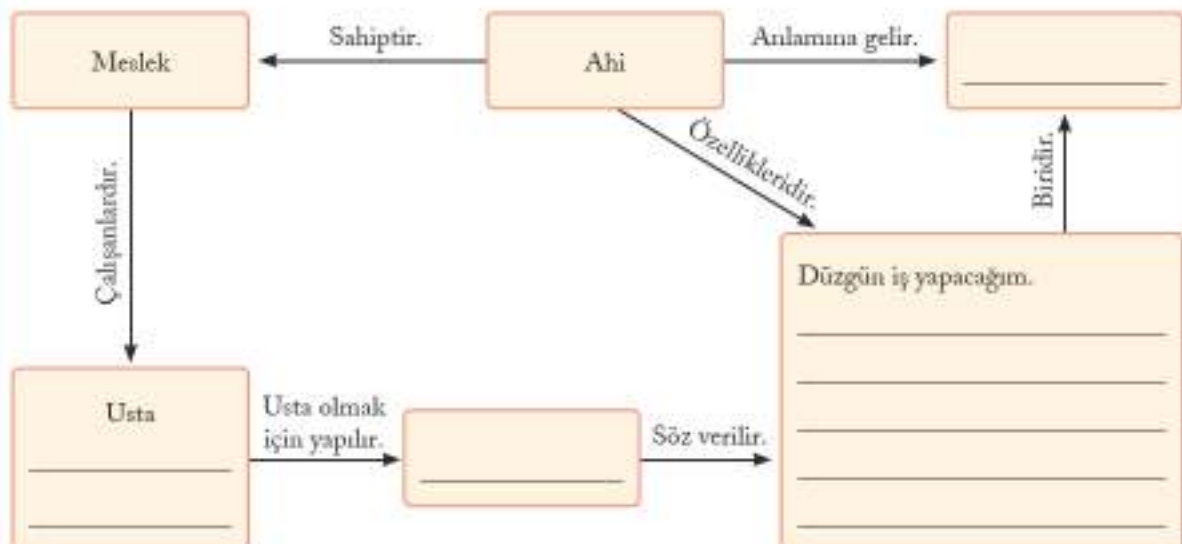 Meslek
Sahiptir.
Ahi
Anlamına gelir.
Özellikleridir.
Biridir.
Çalışanlardır.
Düzgün iş yapacağım.
Usta
Usta olmak
için yapılır.
Söz verilir.